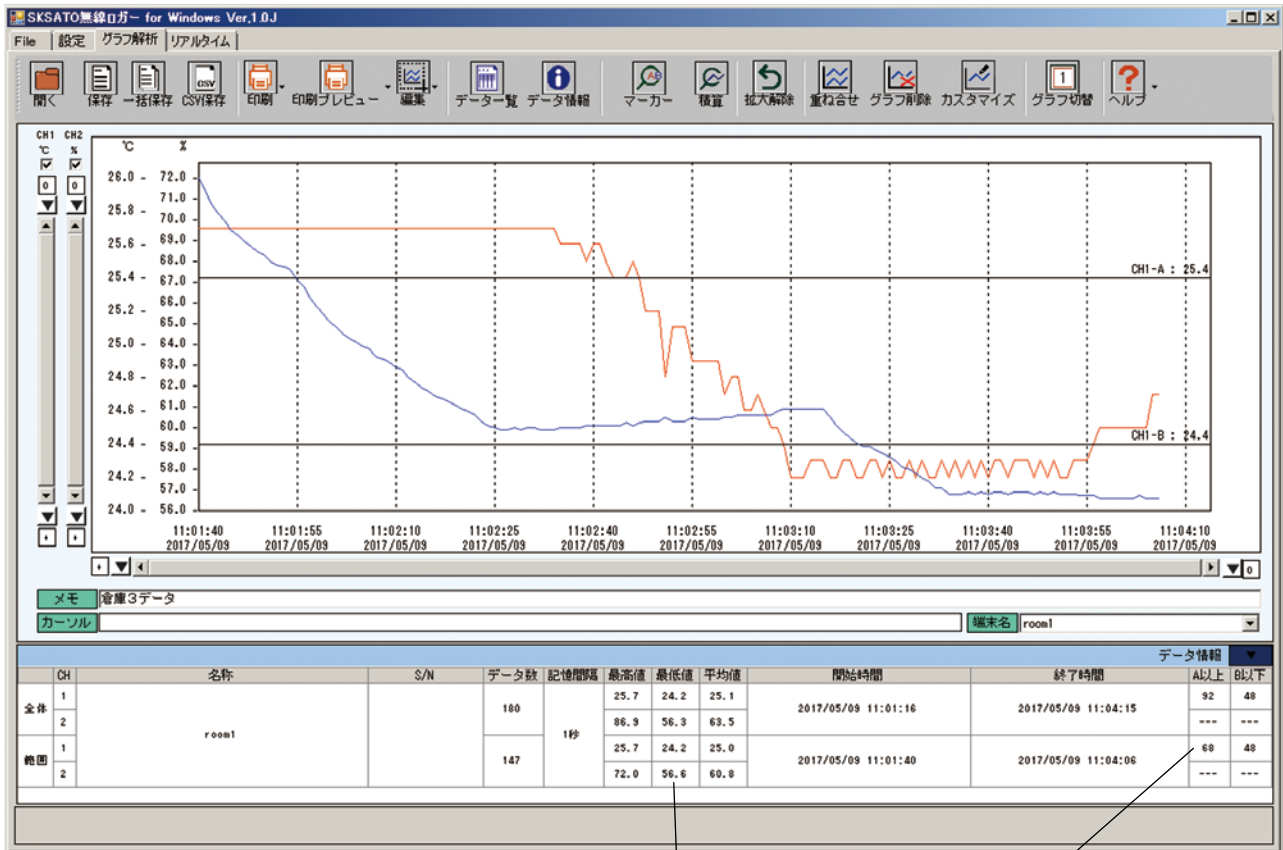 SKSATO無線ロガー for Windows Ver.1.0J
File 設定 グラフ解析 リアルタイム
開く 保存 一括保存 CSV保存 印刷 印刷プレビュー 編集 データ一覧 データ情報 マーカー 積算 拡大解除 重ね合せ グラフ削除 カスタマイズ グラフ切替 ヘルプ
CH1 CH2
℃ %
0 0
℃ %
26.0 - 72.0
71.0
25.8 - 70.0
25.6 - 69.0
68.0
25.4 - 67.0
66.0
25.2 - 65.0
25.0 - 64.0
63.0
24.8 - 62.0
24.6 - 61.0
60.0
24.4 - 59.0
24.2 - 58.0
57.0
24.0 - 56.0
CH1-A : 25.4
CH1-B : 24.4
11:01:40 11:01:55 11:02:10 11:02:25 11:02:40 11:02:55 11:03:10 11:03:25 11:03:40 11:03:55 11:04:10
2017/05/09 2017/05/09 2017/05/09 2017/05/09 2017/05/09 2017/05/09 2017/05/09 2017/05/09 2017/05/09 2017/05/09 2017/05/09
0
メモ 倉庫3データ
カーソル 端末名 room1
データ情報
CH 名称 S/N データ数 記憶間隔 最高値 最低値 平均値 開始時間 終了時間 A以上 B以下
全体 1 room1 180 1秒 25.7 24.2 25.1 2017/05/09 11:01:16 2017/05/09 11:04:15 92 48
2 86.9 56.3 63.5 --- ---
範囲 1 147 25.7 24.2 25.0 2017/05/09 11:01:40 2017/05/09 11:04:06 68 48
2 72.0 56.6 60.8 --- ---